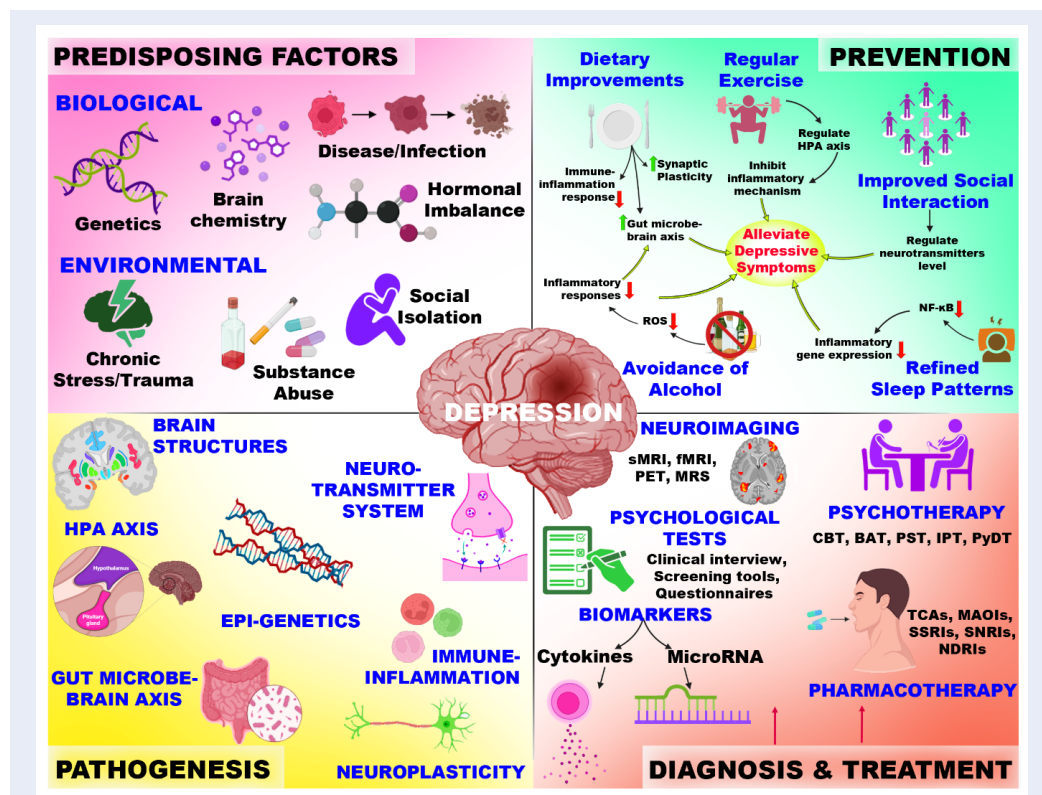 PREDISPOSING FACTORS
BIOLOGICAL
Genetics
Brain
chemistry
Disease/Infection
Hormonal
Imbalance
ENVIRONMENTAL
Chronic
Stress/Trauma
Substance
Abuse
Social
Isolation
PREVENTION
Dietary
Improvements
Regular
Exercise
Regulate
HPA axis
Inhibit
inflammatory
mechanism
Synaptic
Plasticity
Immune-
inflammation
response
Gut microbe-
brain axis
Improved Social
Interaction
Regulate
neurotransmitters
level
Alleviate
Depressive
Symptoms
Inflammatory
responses
ROS
Avoidance of
Alcohol
NF-κB
Inflammatory
gene expression
Refined
Sleep Patterns
DEPRESSION
BRAIN
STRUCTURES
NEURO-
TRANSMITTER
SYSTEM
HPA AXIS
Hypothalamus
Pituitary
gland
EPI-GENETICS
IMMUNE-
INFLAMMATION
GUT MICROBE-
BRAIN AXIS
NEUROPLASTICITY
PATHOGENESIS
NEUROIMAGING
sMRI, fMRI,
PET, MRS
PSYCHOLOGICAL
TESTS
Clinical interview,
Screening tools,
Questionnaires
BIOMARKERS
Cytokines
MicroRNA
PSYCHOTHERAPY
CBT, BAT, PST, IPT, PyDT
TCAs, MAOIs,
SSRIs, SNRIs,
NDRIs
PHARMACOTHERAPY
DIAGNOSIS & TREATMENT